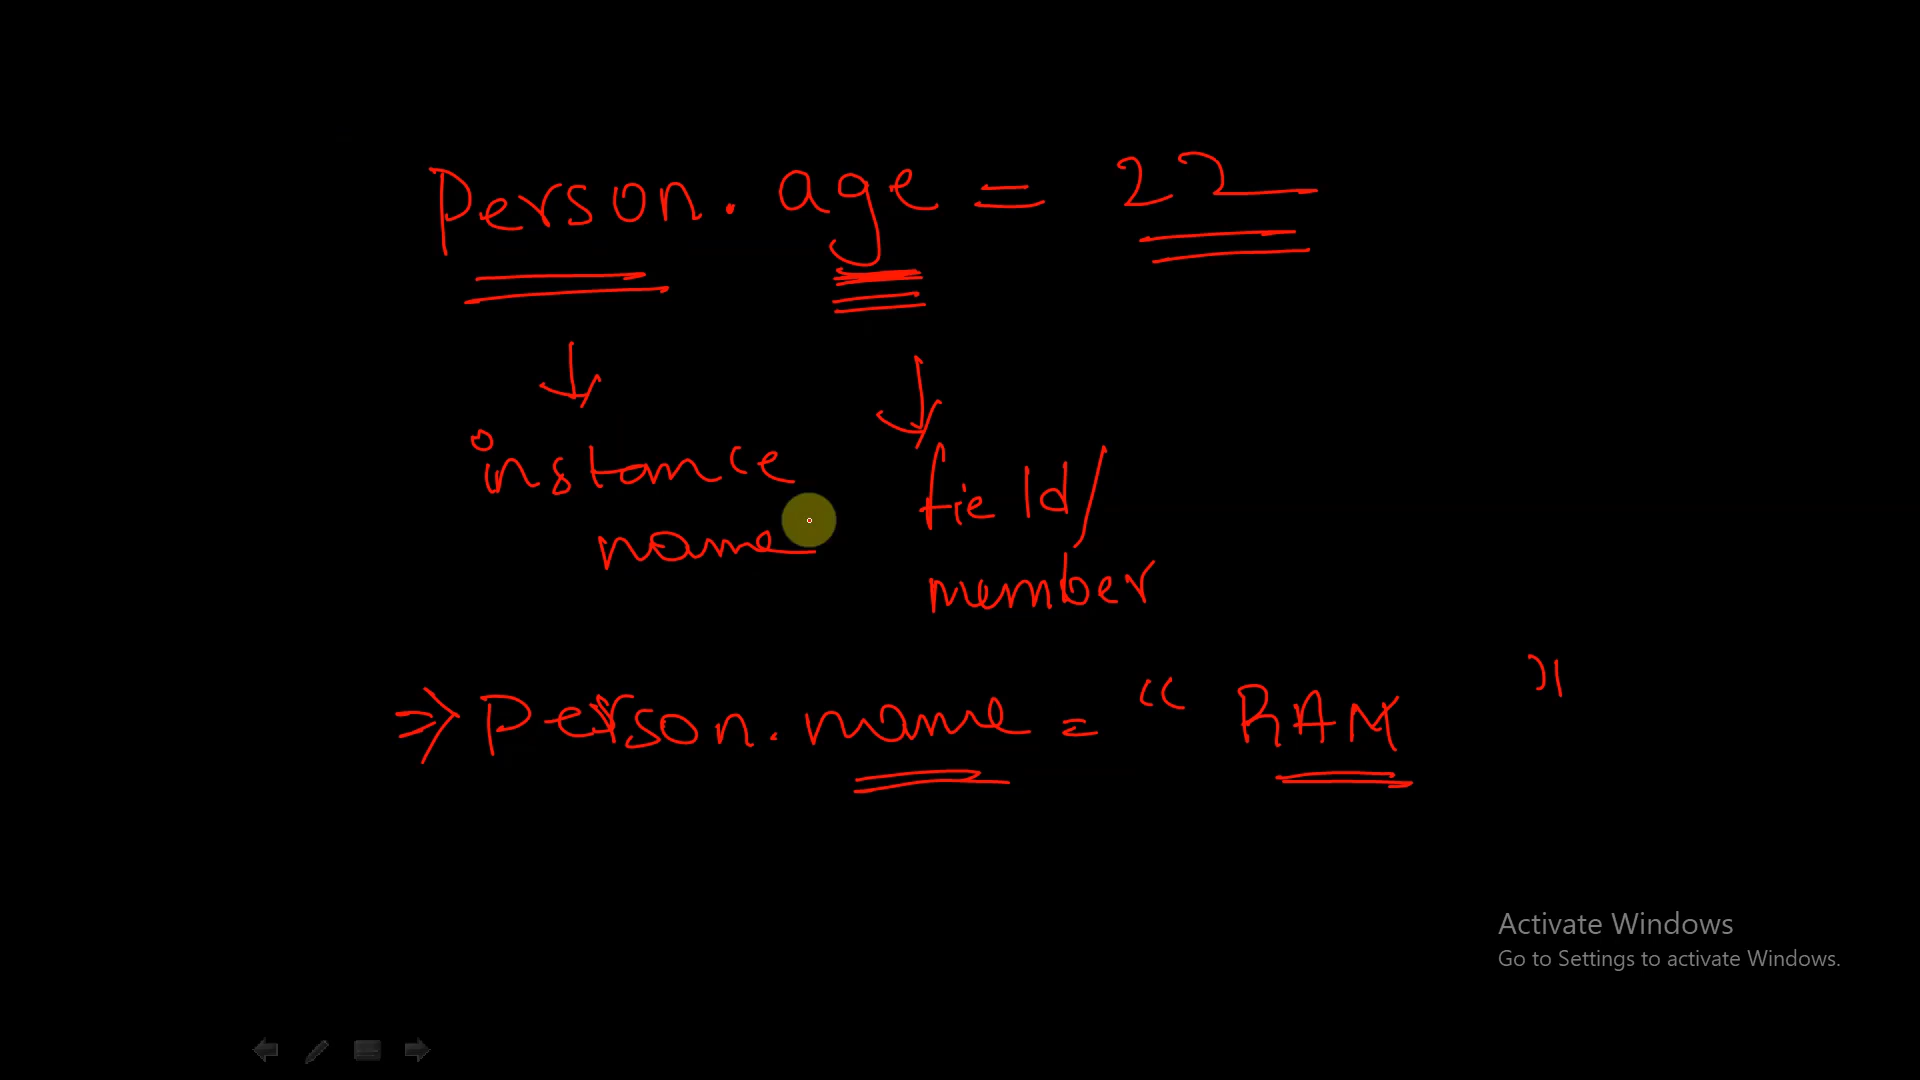 Person.age = 22
instance
name
field/
member
⇒ Person.name = “ RAM ”
Activate Windows
Go to Settings to activate Windows.